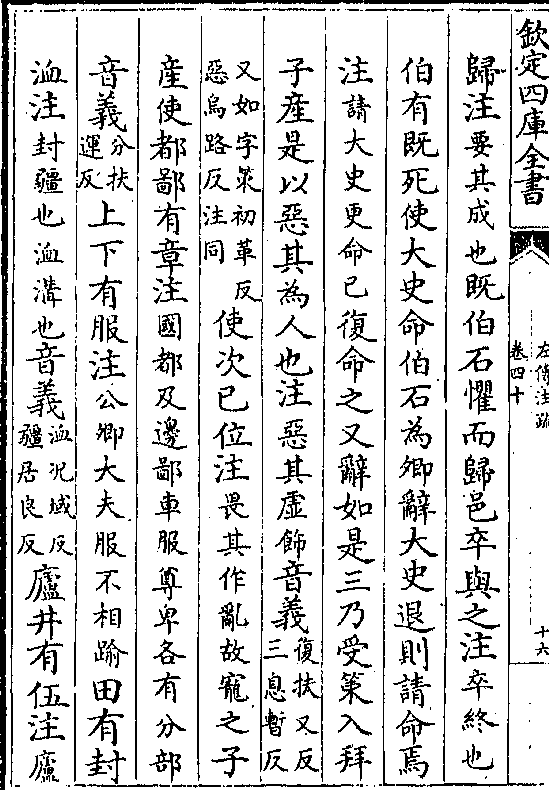 欽定四庫全書
左傳注疏
卷四十
十六
歸注要其成也既伯石懼而歸邑卒與之注卒終也
伯有既死使大史命伯石為卿辭大史退則請命焉
注請大史更命已復命之又辭如是三乃受策入拜
子產是以惡其為人也注惡其虛飾音義復扶又反三息暫反
又如字策初革反惡烏路反注同使次已位注畏其作亂故寵之子
產使都鄙有章注國都及邊鄙車服尊卑各有分部
音義分扶運反上下有服注公卿大夫服不相踰田有封
洫注封疆也洫溝也音義洫况域反疆居良反廬井有伍注廬